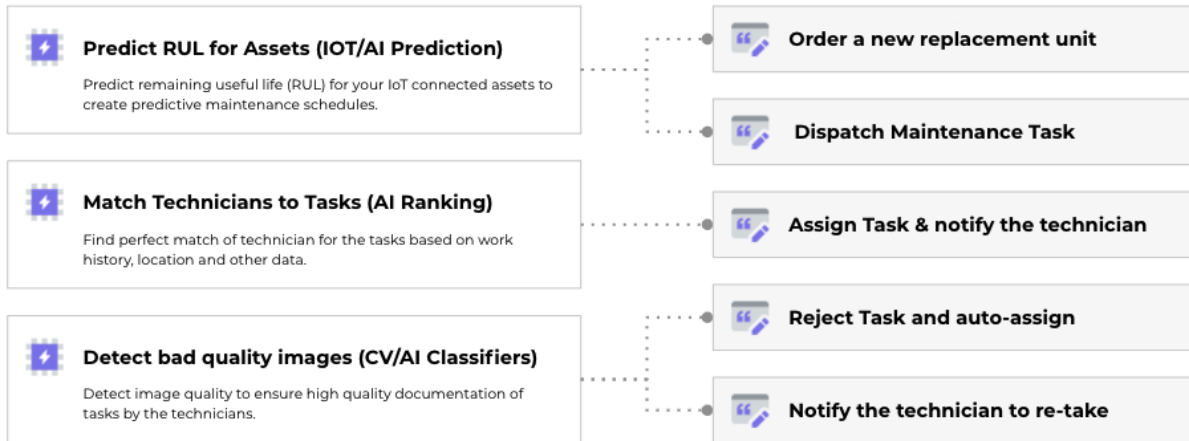 Predict RUL for Assets (IOT/AI Prediction)
Predict remaining useful life (RUL) for your IoT connected assets to
create predictive maintenance schedules.
Match Technicians to Tasks (AI Ranking)
Find perfect match of technician for the tasks based on work
history, location and other data.
Detect bad quality images (CV/AI Classifiers)
Detect image quality to ensure high quality documentation of
tasks by the technicians.
Order a new replacement unit
Dispatch Maintenance Task
Assign Task & notify the technician
Reject Task and auto-assign
Notify the technician to re-take